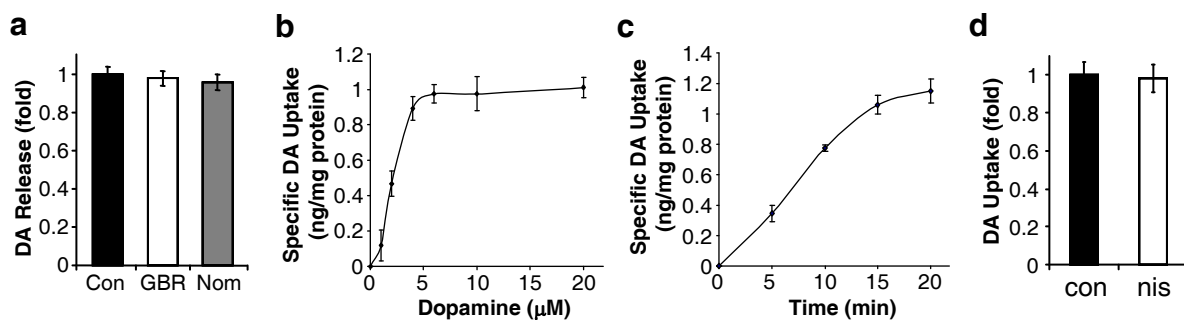 a
DA Release (fold)
1
0.8
0.6
0.4
0.2
0
Con GBR Nom
b
Specific DA Uptake
(ng/mg protein)
1.2
1
0.8
0.6
0.4
0.2
0
0 5 10 15 20
Dopamine (μM)
c
Specific DA Uptake
(ng/mg protein)
1.4
1.2
1
0.8
0.6
0.4
0.2
0
0 5 10 15 20
Time (min)
d
DA Uptake (fold)
1
0.8
0.6
0.4
0.2
0
con nis